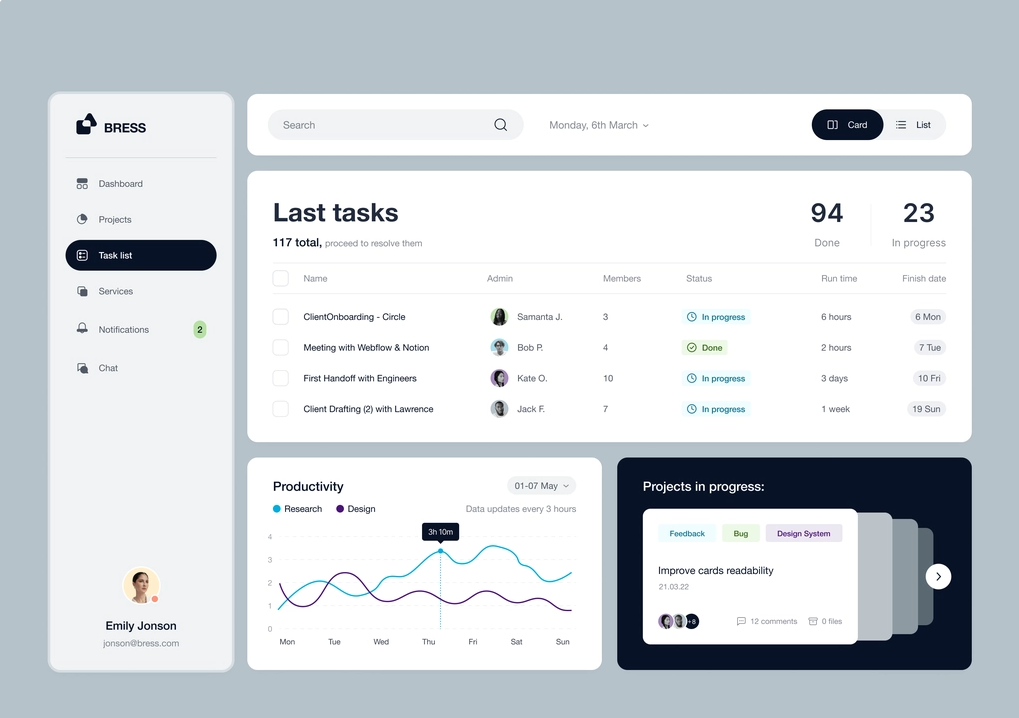 BRESS
Dashboard
Projects
Task list
Services
Notifications 2
Chat
Emily Jonson
jonson@bress.com
Search
Monday, 6th March
Card
List
Last tasks
117 total, proceed to resolve them
94
Done
23
In progress
Name Admin Members Status Run time Finish date
ClientOnboarding - Circle Samanta J. 3 In progress 6 hours 6 Mon
Meeting with Webflow & Notion Bob P. 4 Done 2 hours 7 Tue
First Handoff with Engineers Kate O. 10 In progress 3 days 10 Fri
Client Drafting (2) with Lawrence Jack F. 7 In progress 1 week 19 Sun
Productivity
01-07 May
Research Design
Data updates every 3 hours
3h 10m
4
3
2
1
0
Mon Tue Wed Thu Fri Sat Sun
Projects in progress:
Feedback Bug Design System
Improve cards readability
21.03.22
+8
12 comments
0 files